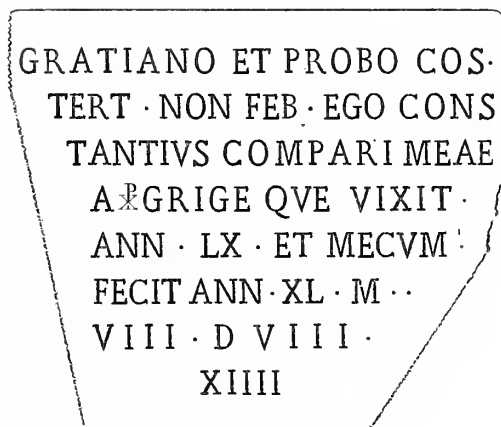 GRATIANO ET PROBO COS·
TERT · NON FEB · EGO CONS
TANTIVS COMPARI MEAE
A☧GRIGE QVE VIXIT ·
ANN · LX · ET MECVM ·
FECIT ANN · XL · M · ·
VIII · D VIII ·
XIIII